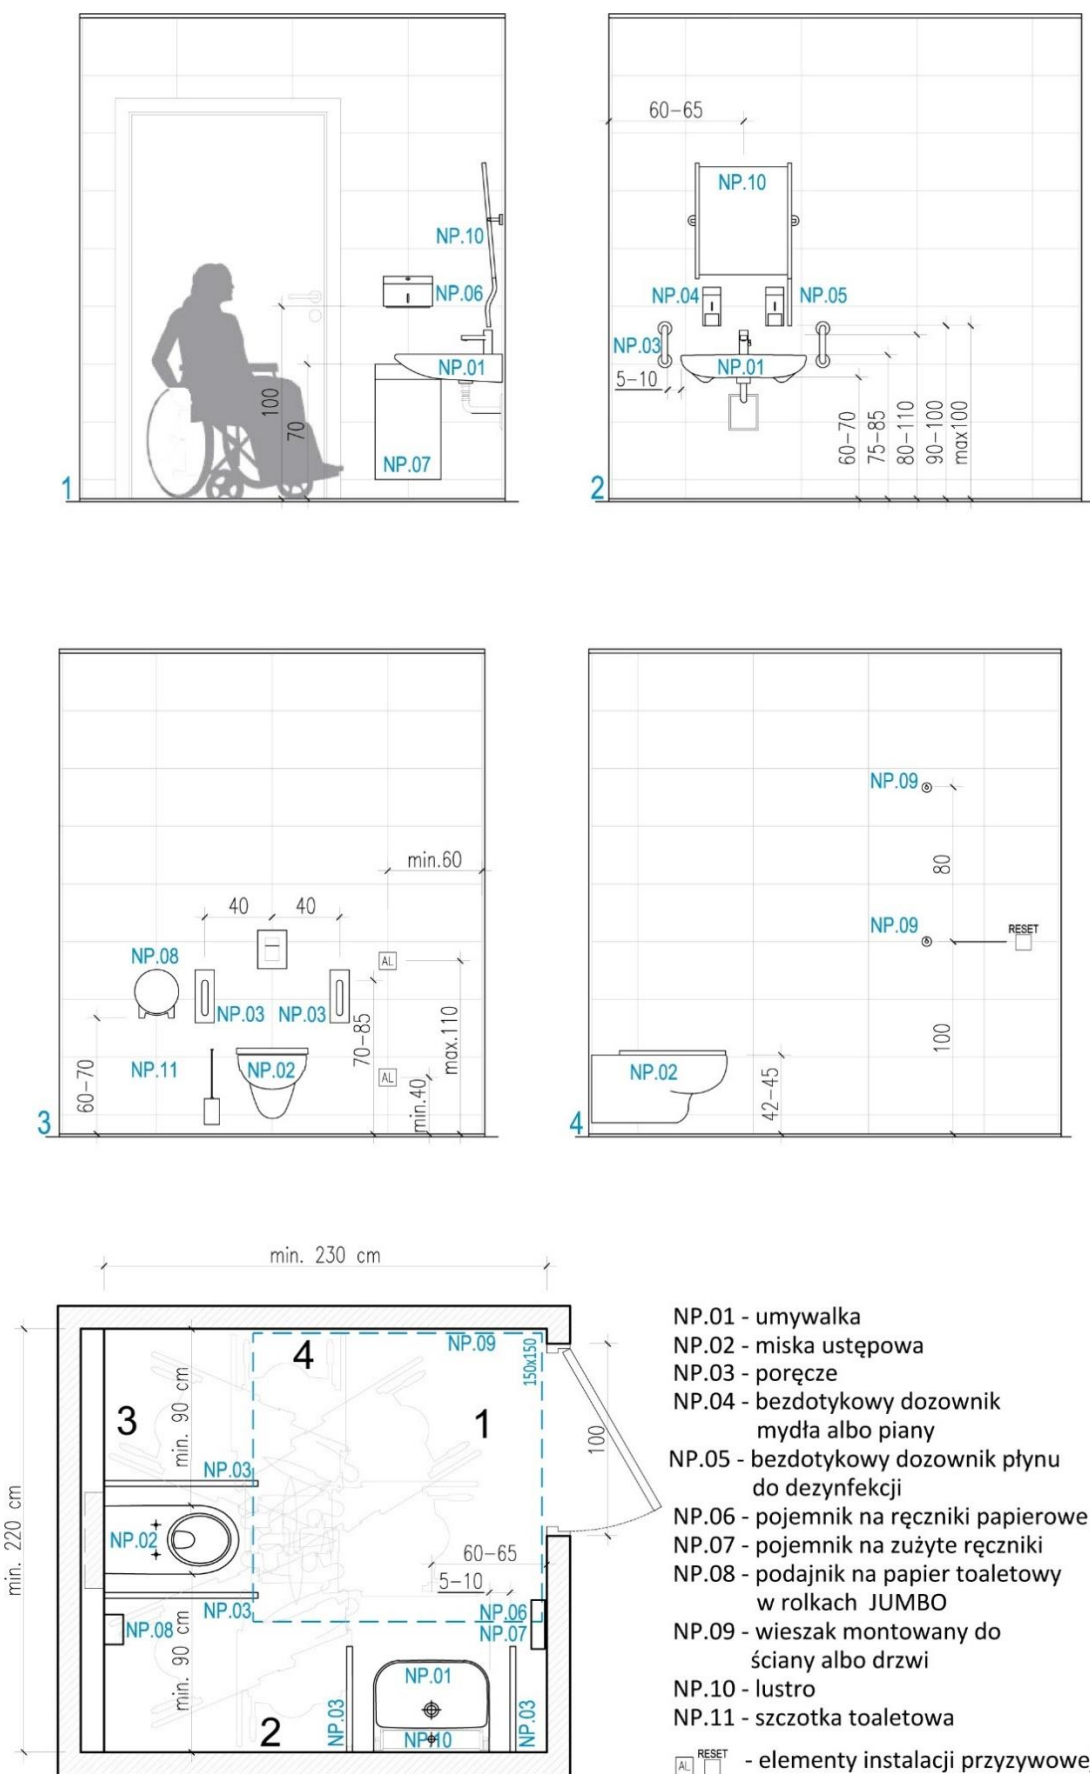 NP.10
NP.06
NP.01
100
70
NP.07
1
60-65
NP.10
NP.04
NP.05
NP.03
NP.01
5-10
60-70
75-85
80-110
90-100
max100
2
min.60
40
40
NP.08
AL
NP.03
NP.03
NP.11
NP.02
AL
60-70
70-85
min.40
max.110
3
NP.09
80
NP.09
RESET
100
NP.02
42-45
4
min. 230 cm
min. 220 cm
4
NP.09
150x150
3
min. 90 cm
1
100
NP.03
NP.02
60-65
5-10
NP.03
NP.06
NP.08
NP.07
min. 90 cm
NP.01
NP.03
NP.03
2
NP.10
NP.01 - umywalka
NP.02 - miska ustępowa
NP.03 - poręcze
NP.04 - bezdotykowy dozownik
mydła albo piany
NP.05 - bezdotykowy dozownik płynu
do dezynfekcji
NP.06 - pojemnik na ręczniki papierowe
NP.07 - pojemnik na zużyte ręczniki
NP.08 - podajnik na papier toaletowy
w rolkach JUMBO
NP.09 - wieszak montowany do
ściany albo drzwi
NP.10 - lustro
NP.11 - szczotka toaletowa
AL RESET - elementy instalacji przyzywowe